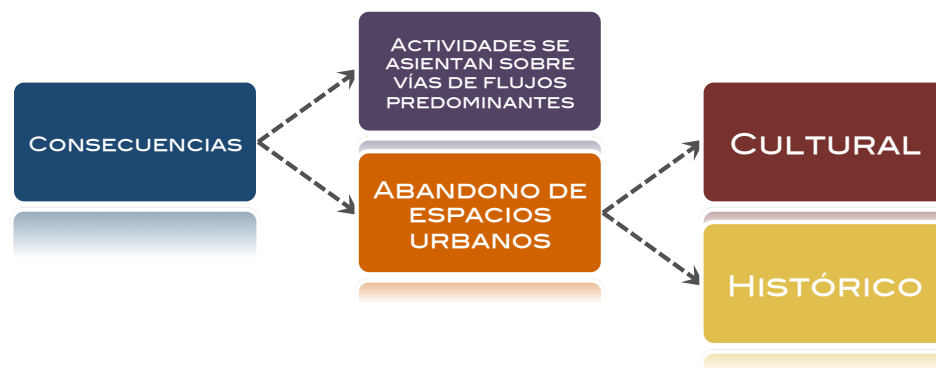 Consecuencias
Actividades se
asientan sobre
vías de flujos
predominantes
Abandono de
espacios
urbanos
Cultural
Histórico